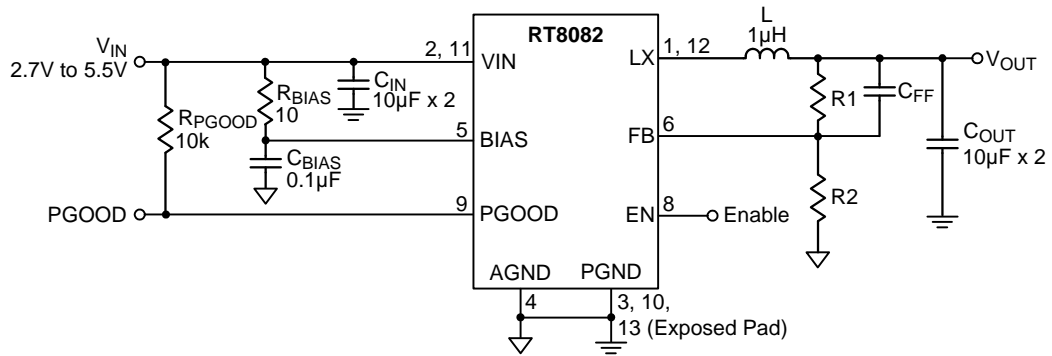 RT8082
L
1µH
V_IN
2.7V to 5.5V
2, 11
VIN
LX
1, 12
V_OUT
C_IN
10µF x 2
R_BIAS
10
R1
C_FF
R_PGOOD
10k
5
BIAS
FB
6
C_BIAS
0.1µF
C_OUT
10µF x 2
PGOOD
9
PGOOD
EN
8
Enable
R2
AGND
PGND
4
3, 10,
13 (Exposed Pad)